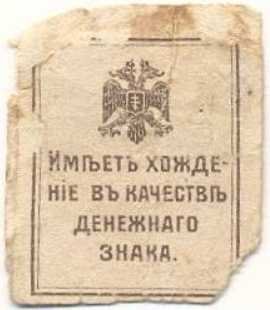 Имѣетъ хожде-
ніе въ качествѣ
денежнаго
знака.